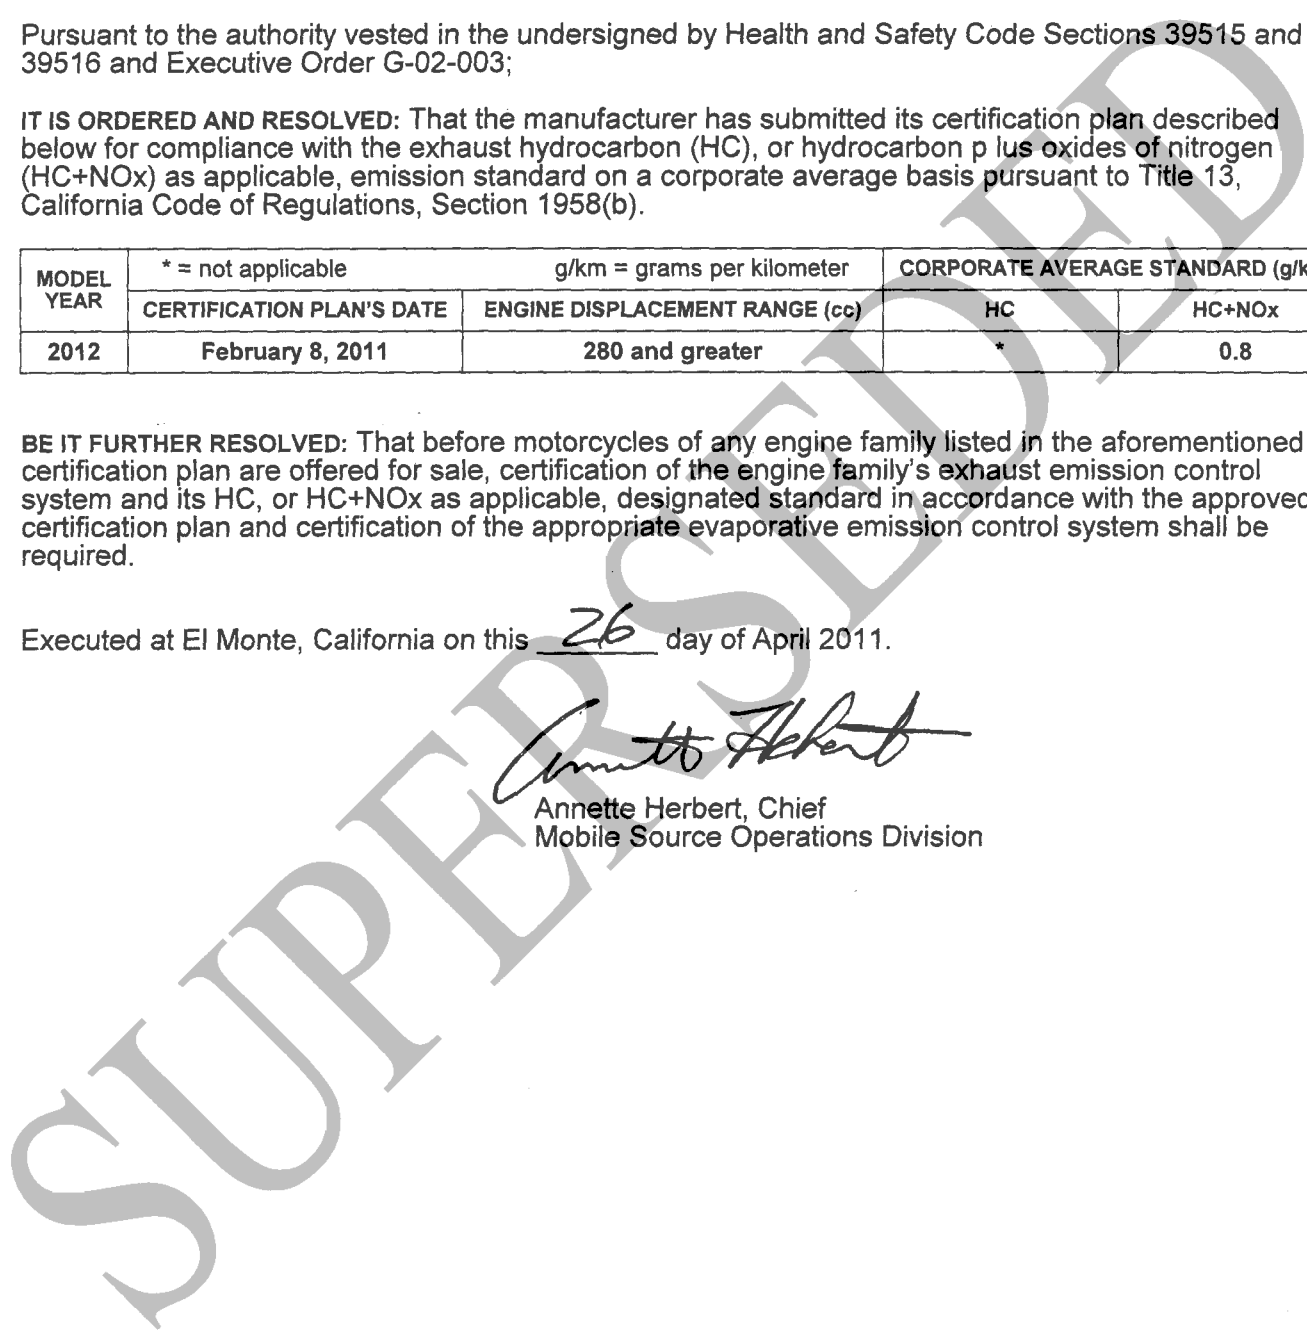 Pursuant to the authority vested in the undersigned by Health and Safety Code Sections 39515 and
39516 and Executive Order G-02-003;
IT IS ORDERED AND RESOLVED: That the manufacturer has submitted its certification plan described
below for compliance with the exhaust hydrocarbon (HC), or hydrocarbon p lus oxides of nitrogen
(HC+NOx) as applicable, emission standard on a corporate average basis pursuant to Title 13,
California Code of Regulations, Section 1958(b).
MODEL YEAR * = not applicable g/km = grams per kilometer CORPORATE AVERAGE STANDARD (g/k
CERTIFICATION PLAN'S DATE ENGINE DISPLACEMENT RANGE (cc) HC HC+NOx
2012 February 8, 2011 280 and greater * 0.8
BE IT FURTHER RESOLVED: That before motorcycles of any engine family listed in the aforementioned
certification plan are offered for sale, certification of the engine family's exhaust emission control
system and its HC, or HC+NOx as applicable, designated standard in accordance with the approved
certification plan and certification of the appropriate evaporative emission control system shall be
required.
Executed at El Monte, California on this 26 day of April 2011.
Annette Hebert
Annette Herbert, Chief
Mobile Source Operations Division
SUPERSEDED